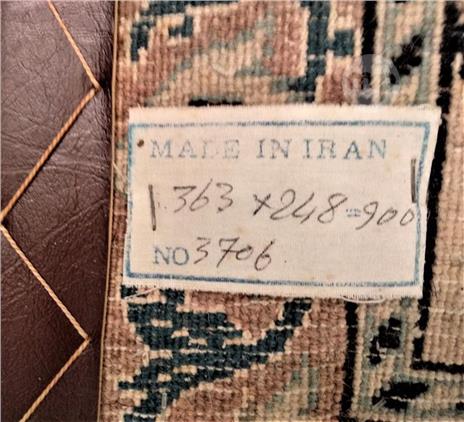 MADE IN IRAN
363 x 248 = 900
NO 3706